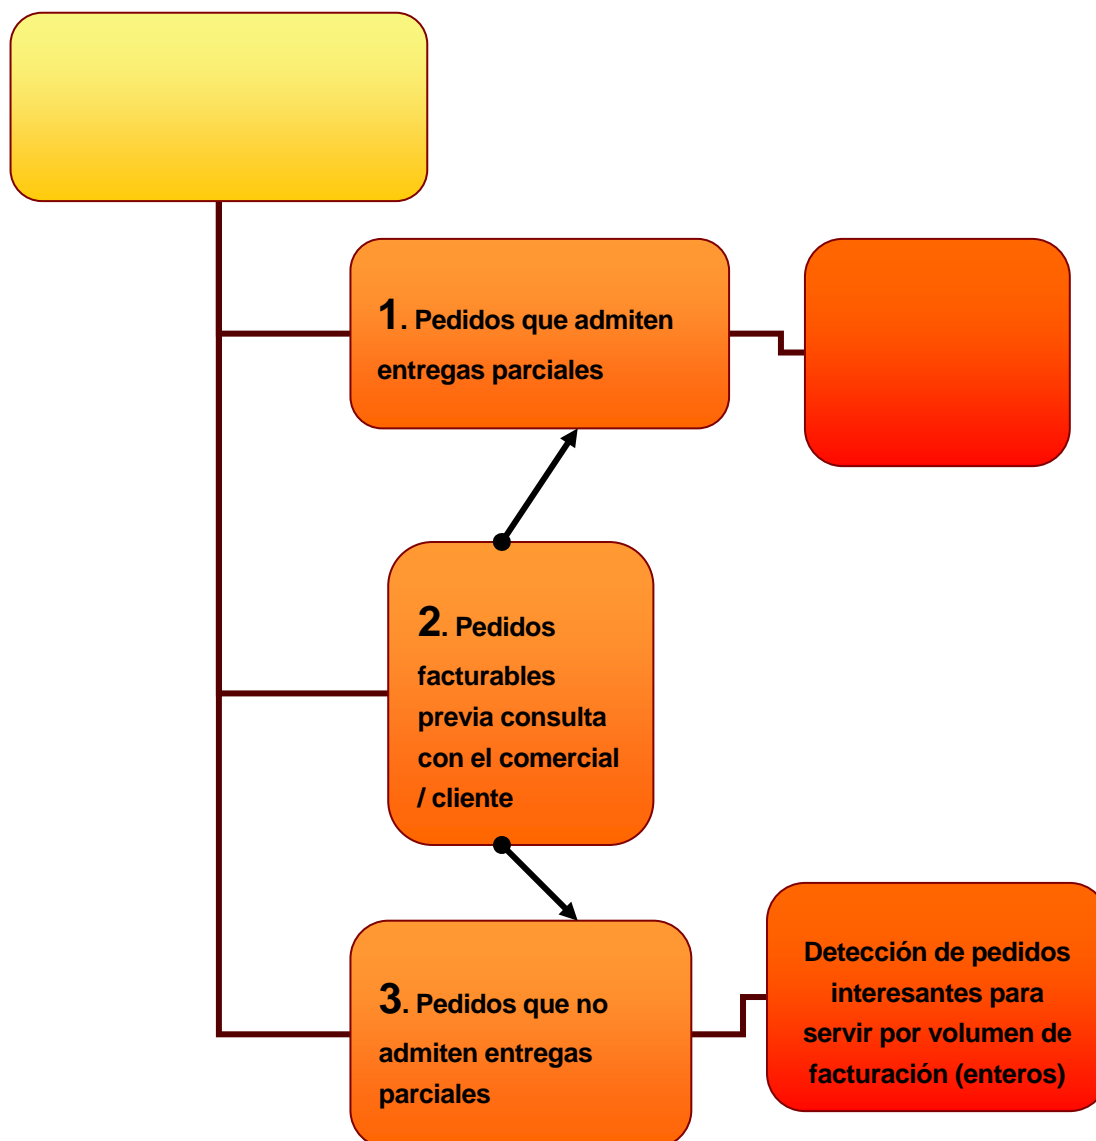 1. Pedidos que admiten
entregas parciales
2. Pedidos
facturables
previa consulta
con el comercial
/ cliente
3. Pedidos que no
admiten entregas
parciales
Detección de pedidos
interesantes para
servir por volumen de
facturación (enteros)